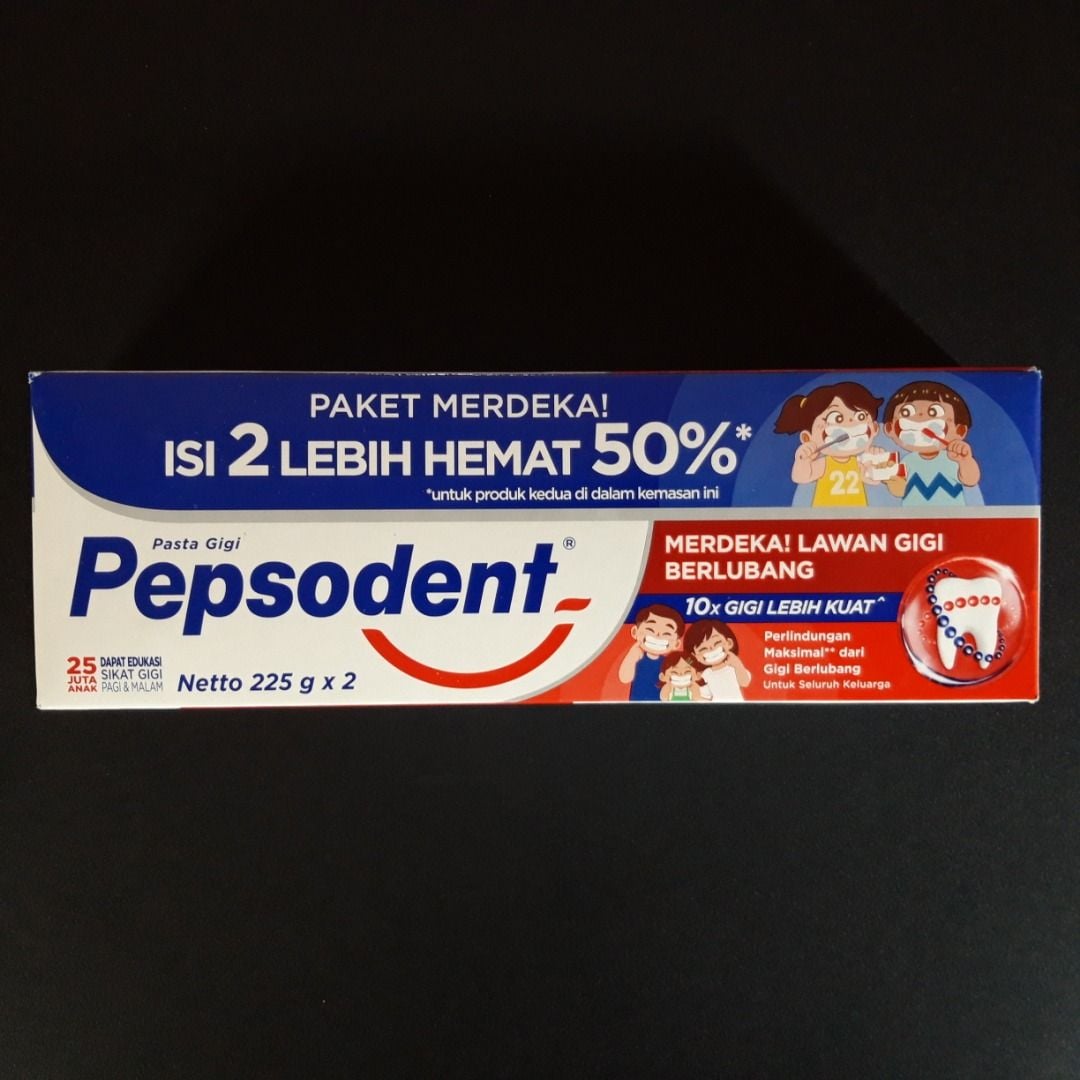 PAKET MERDEKA!
ISI 2 LEBIH HEMAT 50%*
*untuk produk kedua di dalam kemasan ini
22
Pasta Gigi
Pepsodent®
25 JUTA ANAK
DAPAT EDUKASI
SIKAT GIGI
PAGI & MALAM
Netto 225 g x 2
MERDEKA! LAWAN GIGI
BERLUBANG
10x GIGI LEBIH KUAT^
Perlindungan
Maksimal** dari
Gigi Berlubang
Untuk Seluruh Keluarga